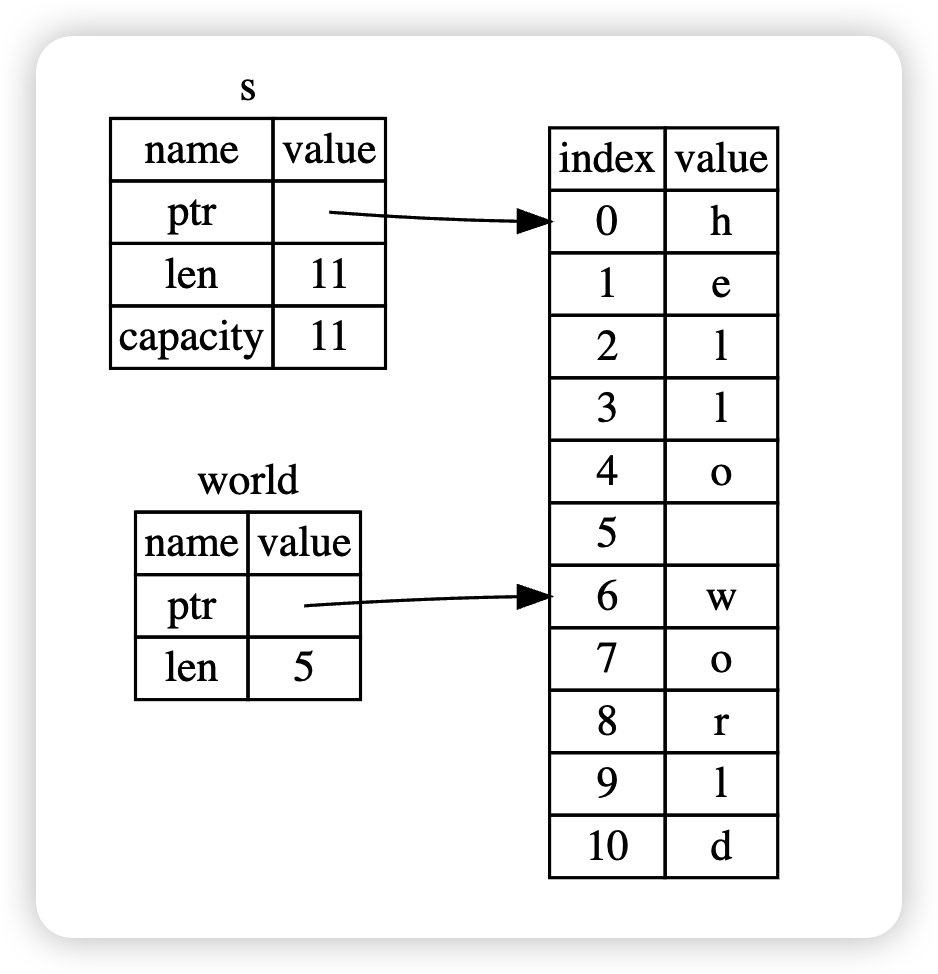 s
name value
ptr
len 11
capacity 11
world
name value
ptr
len 5
index value
0 h
1 e
2 l
3 l
4 o
5
6 w
7 o
8 r
9 l
10 d